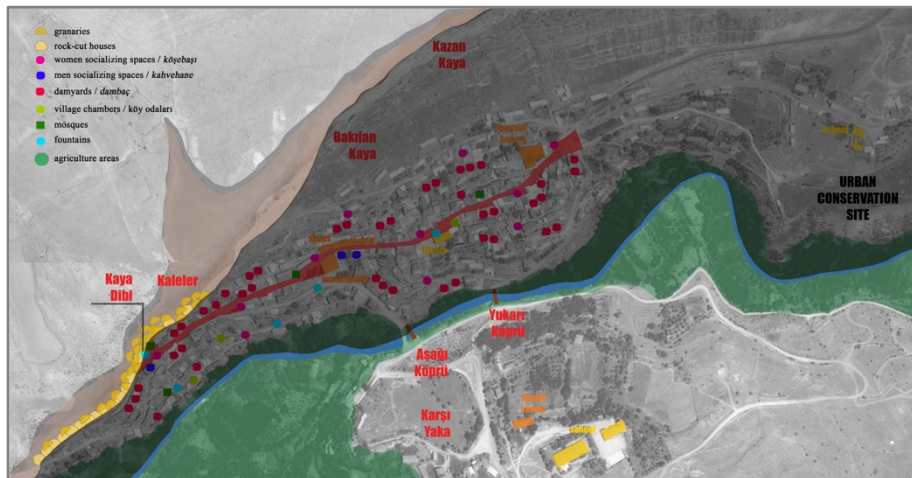 granaries
rock-cut houses
women socializing spaces / köşebaşı
men socializing spaces / kahvehane
damyards / dambaç
village chambers / köy odaları
mosques
fountains
agriculture areas
Kazan
Kaya
Bakılan
Kaya
school
URBAN
CONSERVATION
SITE
Kaya
Dibi
Kaleler
Yukarı
Köprü
Aşağı
Köprü
Karşı
Yaka
school